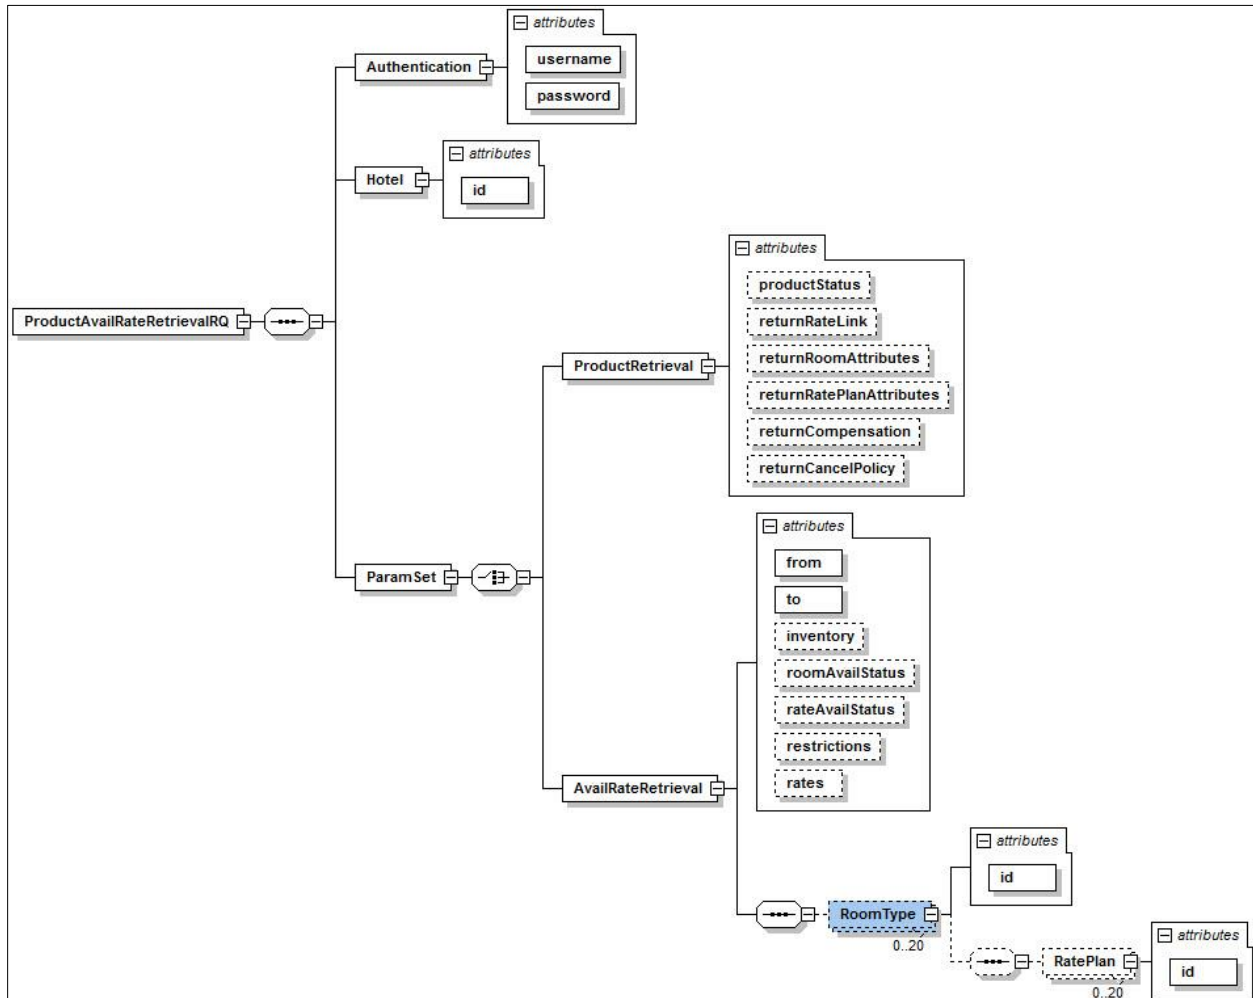 attributes
username
password
Authentication
attributes
id
Hotel
ProductAvailRateRetrievalRQ
attributes
productStatus
returnRateLink
returnRoomAttributes
returnRatePlanAttributes
returnCompensation
returnCancelPolicy
ProductRetrieval
ParamSet
attributes
from
to
inventory
roomAvailStatus
rateAvailStatus
restrictions
rates
AvailRateRetrieval
attributes
id
RoomType
0..20
attributes
id
RatePlan
0..20